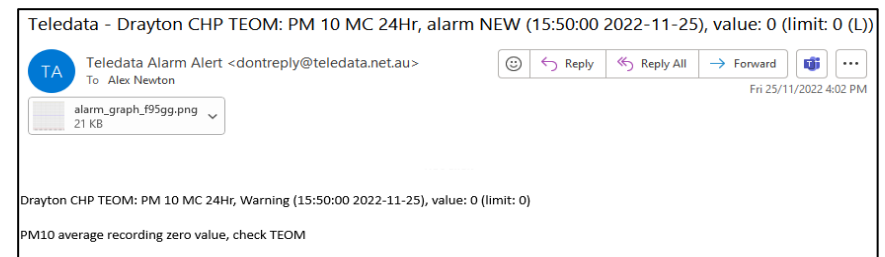 Teledata - Drayton CHP TEOM: PM 10 MC 24Hr, alarm NEW (15:50:00 2022-11-25), value: 0 (limit: 0 (L))
TA
Teledata Alarm Alert <dontreply@teledata.net.au>
To Alex Newton
Reply
Reply All
Forward
Fri 25/11/2022 4:02 PM
alarm_graph_f95gg.png
21 KB
Drayton CHP TEOM: PM 10 MC 24Hr, Warning (15:50:00 2022-11-25), value: 0 (limit: 0)
PM10 average recording zero value, check TEOM